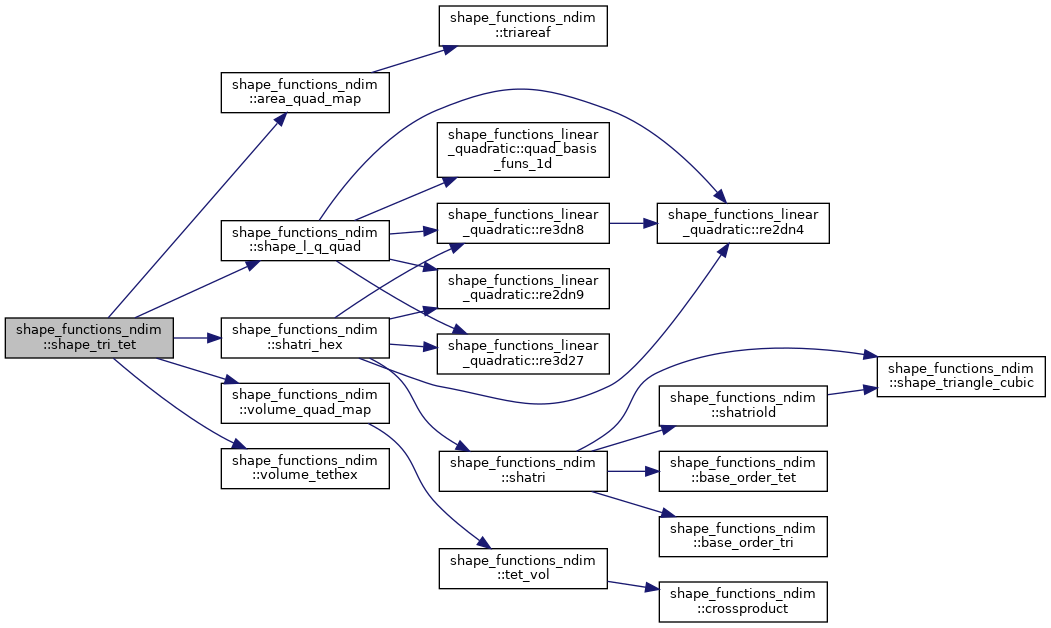 shape_functions_ndim
::shape_tri_tet
shape_functions_ndim
::area_quad_map
shape_functions_ndim
::shape_l_q_quad
shape_functions_ndim
::shatri_hex
shape_functions_ndim
::volume_quad_map
shape_functions_ndim
::volume_tethex
shape_functions_ndim
::triareaf
shape_functions_linear
_quadratic::quad_basis
_funs_1d
shape_functions_linear
_quadratic::re3dn8
shape_functions_linear
_quadratic::re2dn9
shape_functions_linear
_quadratic::re3d27
shape_functions_ndim
::shatri
shape_functions_ndim
::tet_vol
shape_functions_linear
_quadratic::re2dn4
shape_functions_ndim
::shatriold
shape_functions_ndim
::base_order_tet
shape_functions_ndim
::base_order_tri
shape_functions_ndim
::crossproduct
shape_functions_ndim
::shape_triangle_cubic